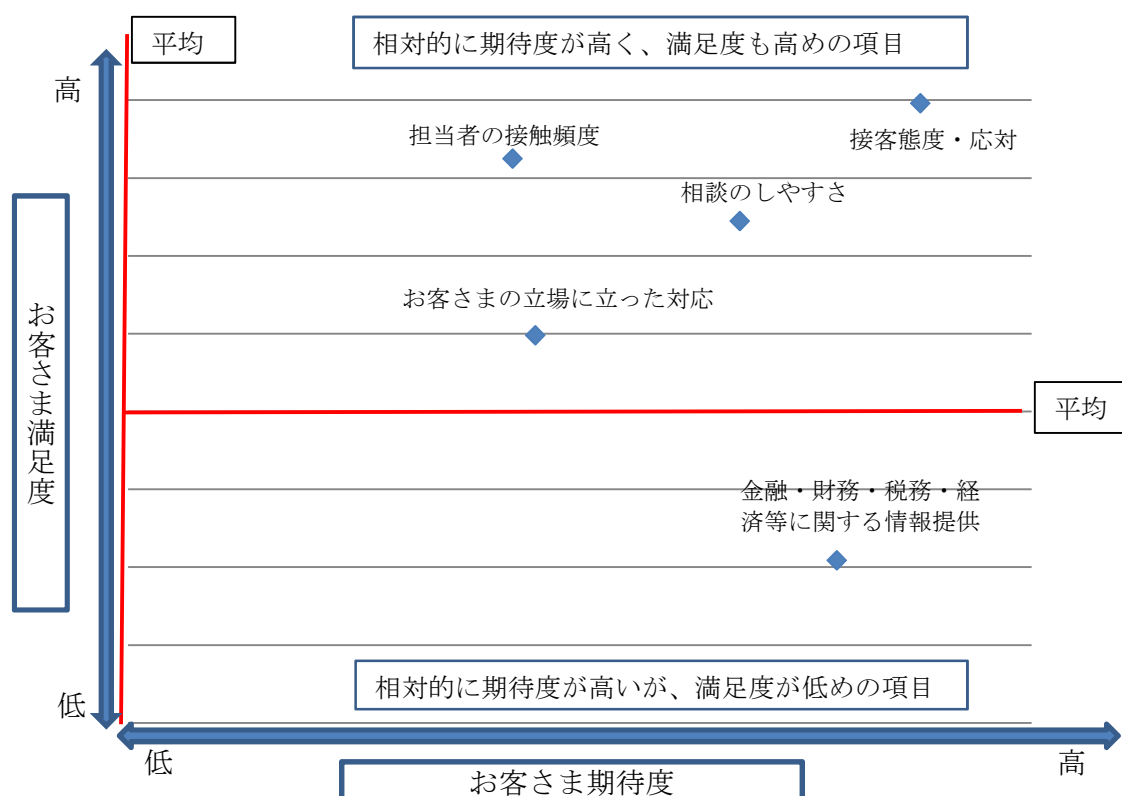 平均
相対的に期待度が高く、満足度も高めの項目
高
担当者の接触頻度
接客態度・応対
相談のしやすさ
お客さまの立場に立った対応
お客さま満足度
平均
金融・財務・税務・経
済等に関する情報提供
相対的に期待度が高いが、満足度が低めの項目
低
低
高
お客さま期待度